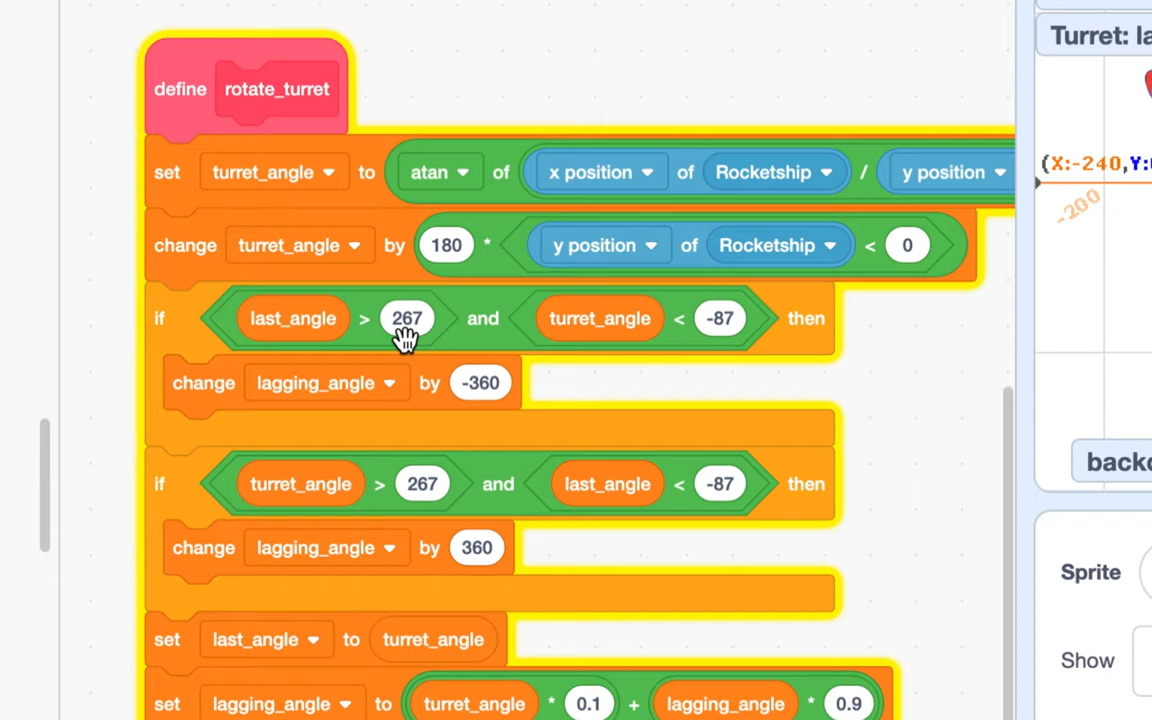 Turret: la
define rotate_turret
set turret_angle to atan of x position of Rocketship / y position
(X:-240,Y:
-200
change turret_angle by 180 * y position of Rocketship < 0
if last_angle > 267 and turret_angle < -87 then
change lagging_angle by -360
if turret_angle > 267 and last_angle < -87 then
change lagging_angle by 360
set last_angle to turret_angle
set lagging_angle to turret_angle * 0.1 + lagging_angle * 0.9
backd
Sprite
Show